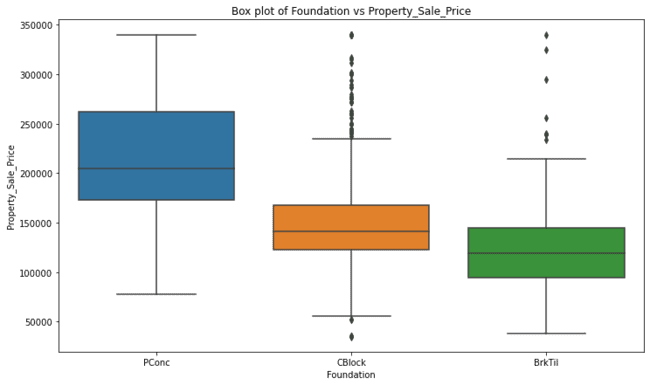 Box plot of Foundation vs Property_Sale_Price
Property_Sale_Price
350000
300000
250000
200000
150000
100000
50000
PConc
CBlock
BrkTil
Foundation